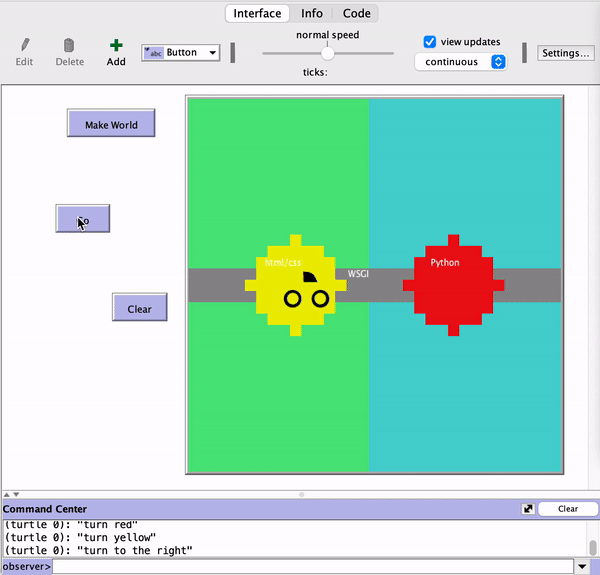 Interface Info Code
normal speed
Edit Delete Add abc Button view updates continuous Settings...
ticks:
Make World
html/css Python
WSGI
Clear
Command Center Clear
(turtle 0): "turn red"
(turtle 0): "turn yellow"
(turtle 0): "turn to the right"
observer>